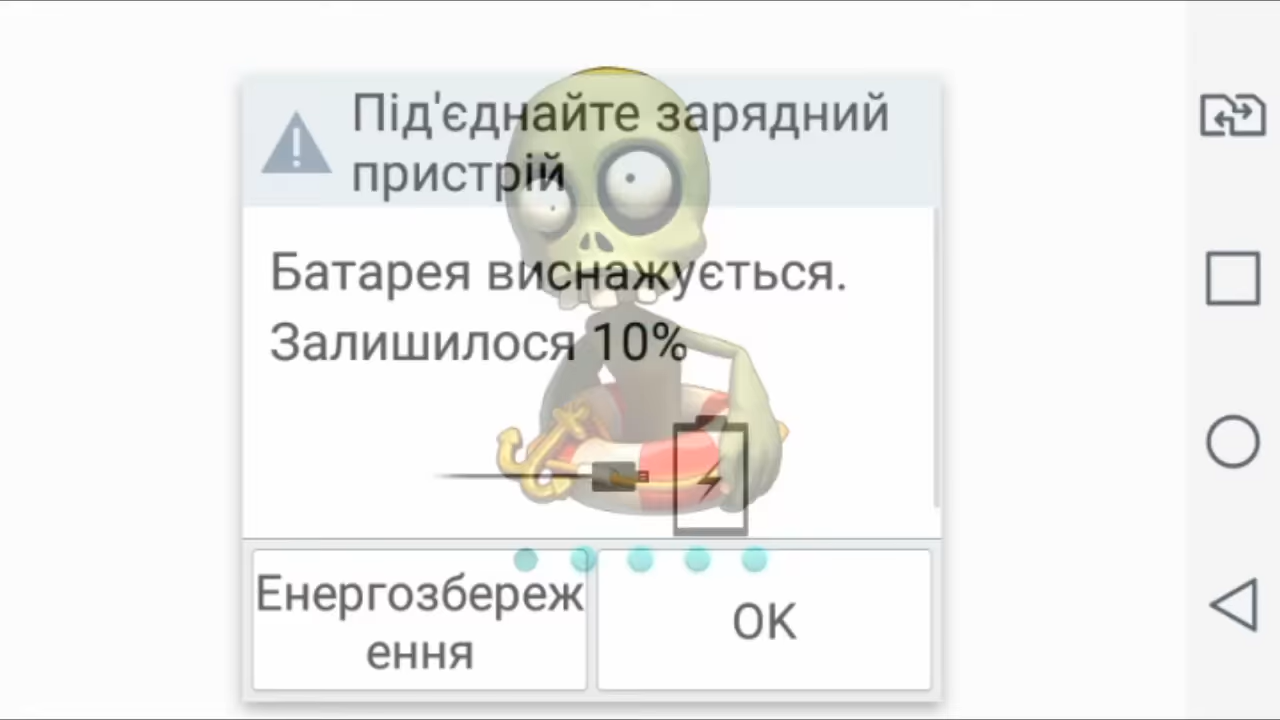 Під'єднайте зарядний
пристрій
Батарея виснажується.
Залишилося 10%
Енергозбереж
ення
OK